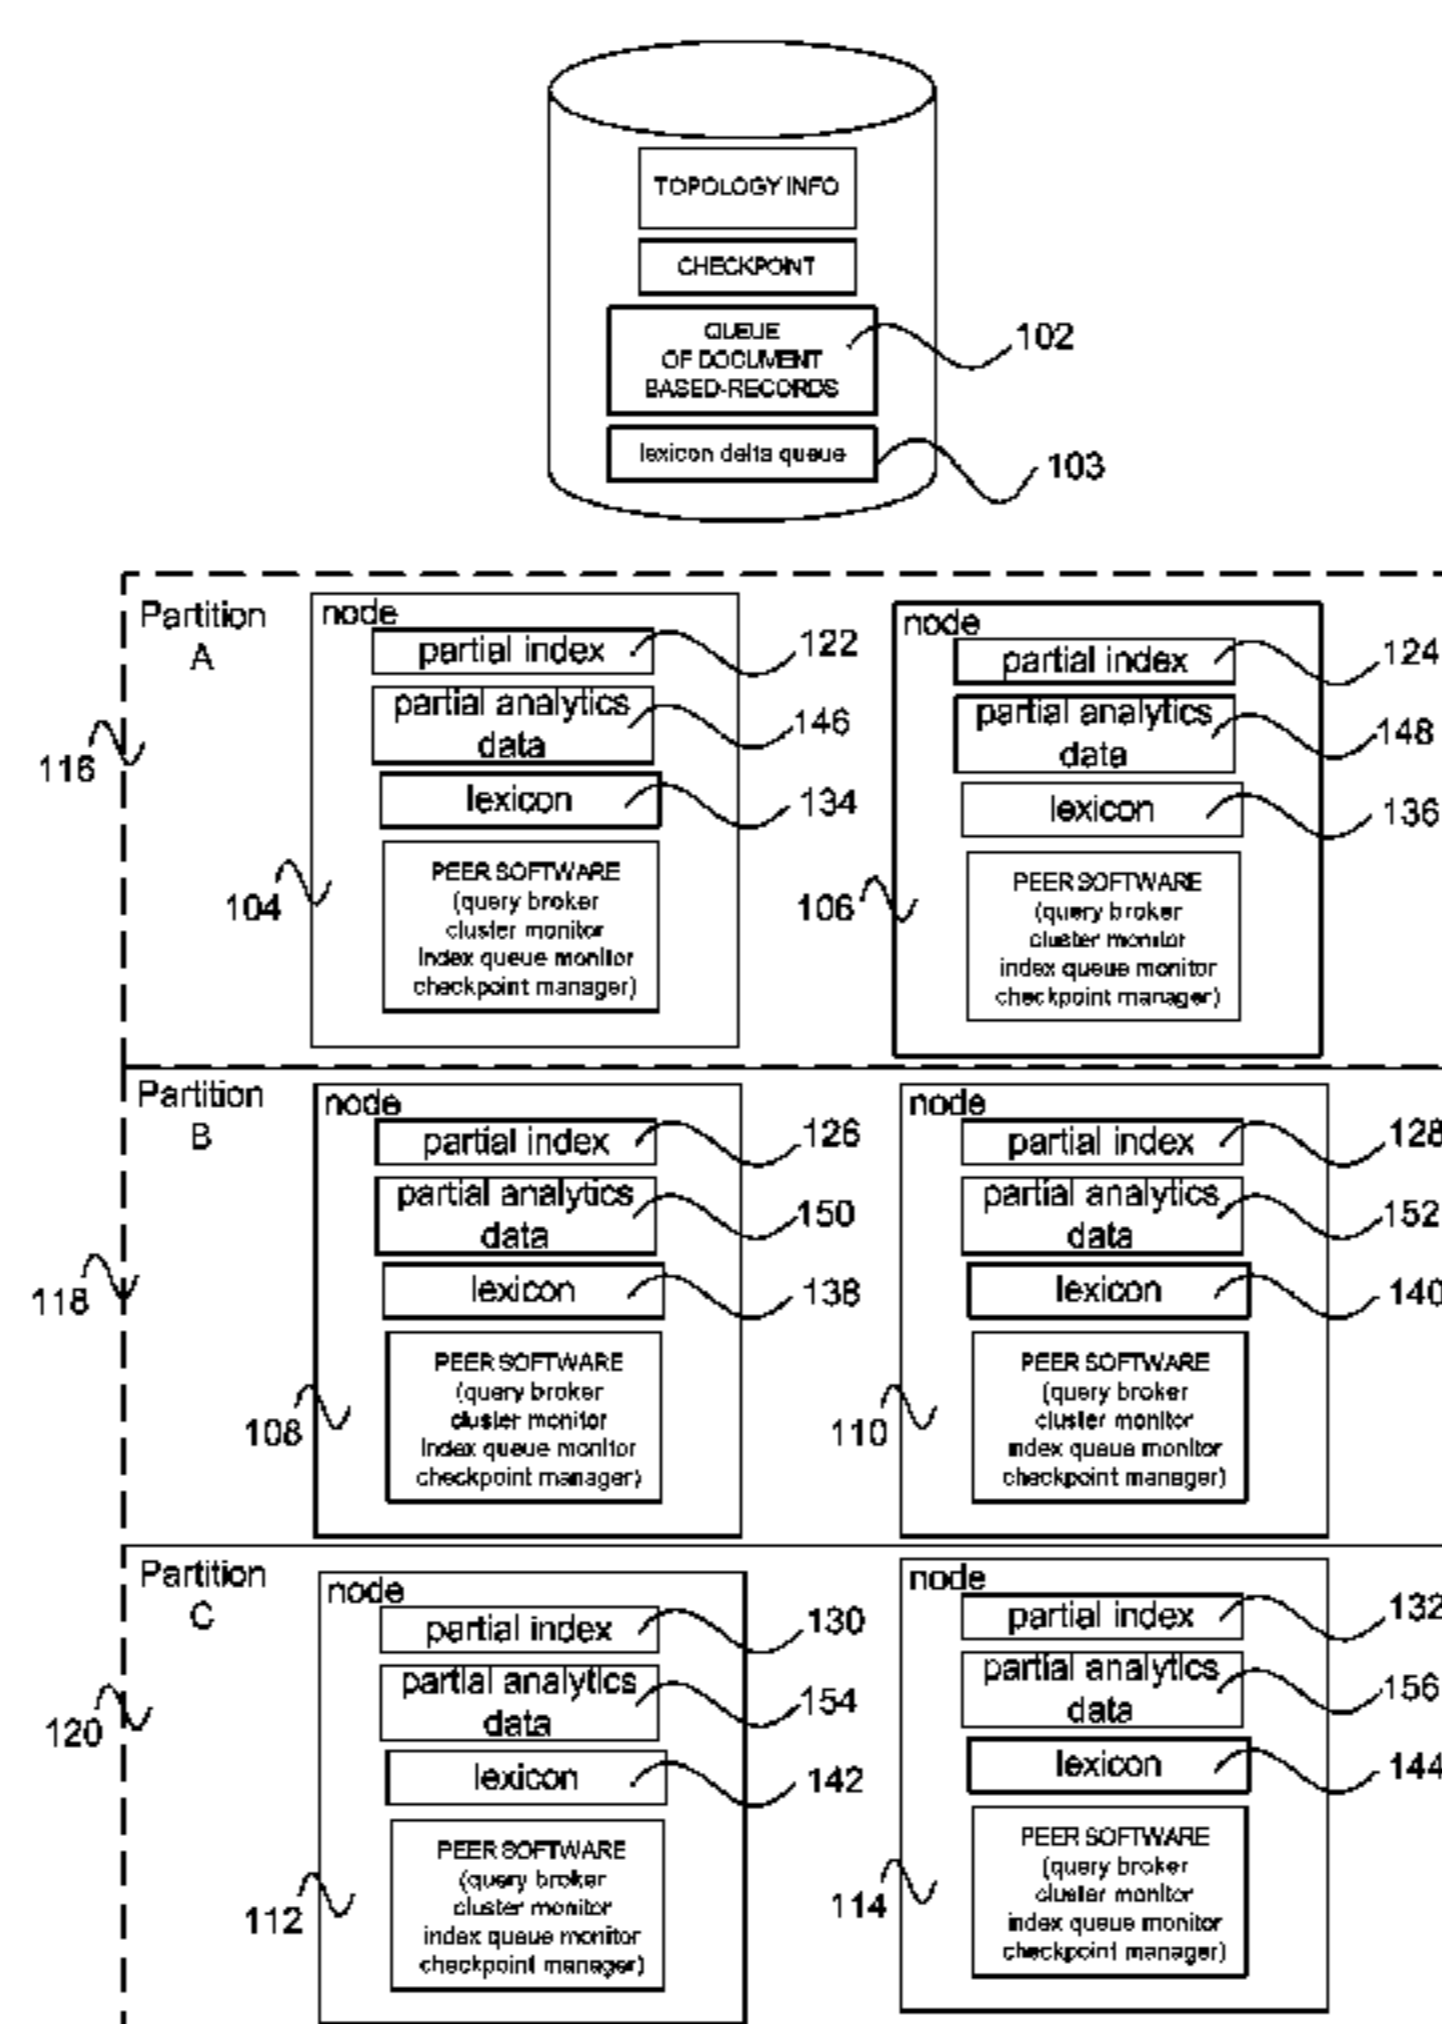 TOPOLOGY INFO
CHECKPOINT
QUEUE
OF DOCUMENT
BASED-RECORDS
102
lexicon delta queue
103
Partition
A
116
node
partial index
122
partial analytics
data
146
lexicon
134
PEER SOFTWARE
(query broker
cluster monitor
index queue monitor
checkpoint manager)
104
node
partial index
124
partial analytics
data
148
lexicon
136
PEER SOFTWARE
(query broker
cluster monitor
index queue monitor
checkpoint manager)
106
Partition
B
118
node
partial index
126
partial analytics
data
150
lexicon
138
PEER SOFTWARE
(query broker
cluster monitor
index queue monitor
checkpoint manager)
108
node
partial index
128
partial analytics
data
152
lexicon
140
PEER SOFTWARE
(query broker
cluster monitor
index queue monitor
checkpoint manager)
110
Partition
C
120
node
partial index
130
partial analytics
data
154
lexicon
142
PEER SOFTWARE
(query broker
cluster monitor
index queue monitor
checkpoint manager)
112
node
partial index
132
partial analytics
data
156
lexicon
144
PEER SOFTWARE
(query broker
cluster monitor
index queue monitor
checkpoint manager)
114